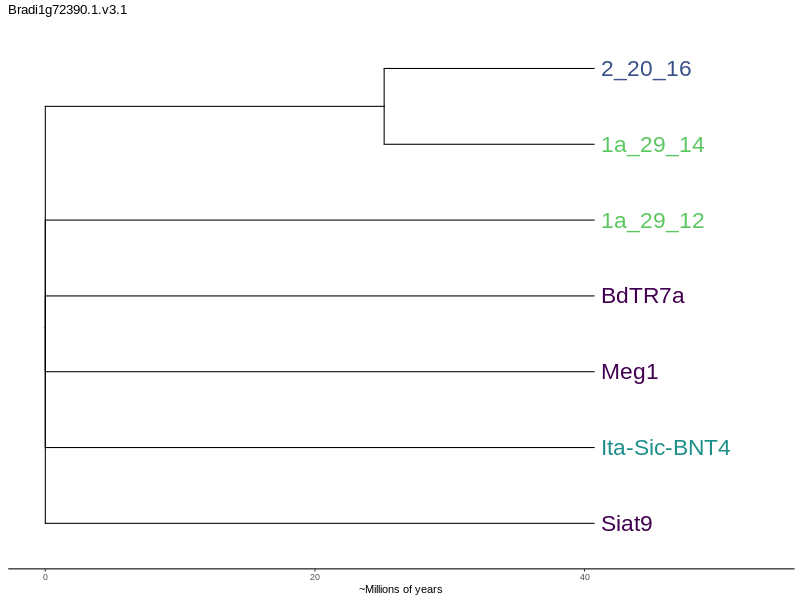 Bradi1g72390.1.v3.1
2_20_16
1a_29_14
1a_29_12
BdTR7a
Meg1
Ita-Sic-BNT4
Siat9
0 20 40
~Millions of years